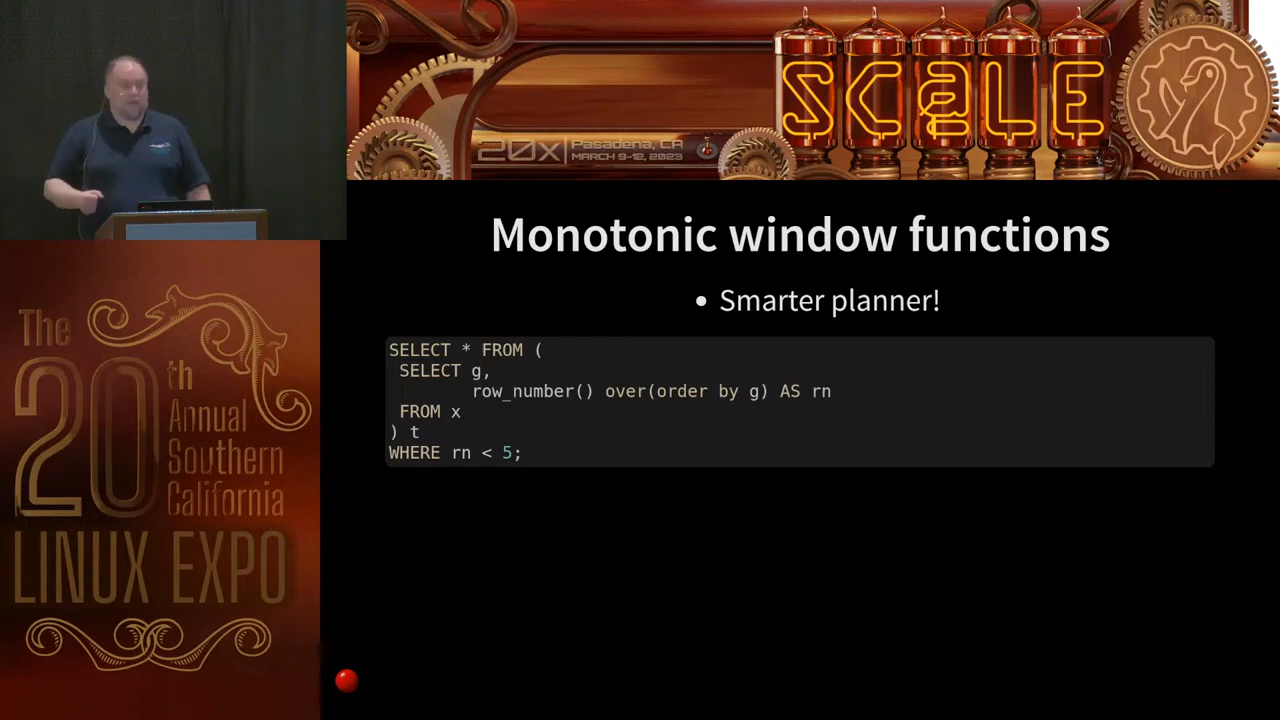 SCaLE
20x
Pasadena, CA
MARCH 9-12, 2023
Monotonic window functions
• Smarter planner!
SELECT * FROM (
 SELECT g,
        row_number() over(order by g) AS rn
 FROM x
) t
WHERE rn < 5;
The
20th
Annual
Southern
California
LINUX EXPO